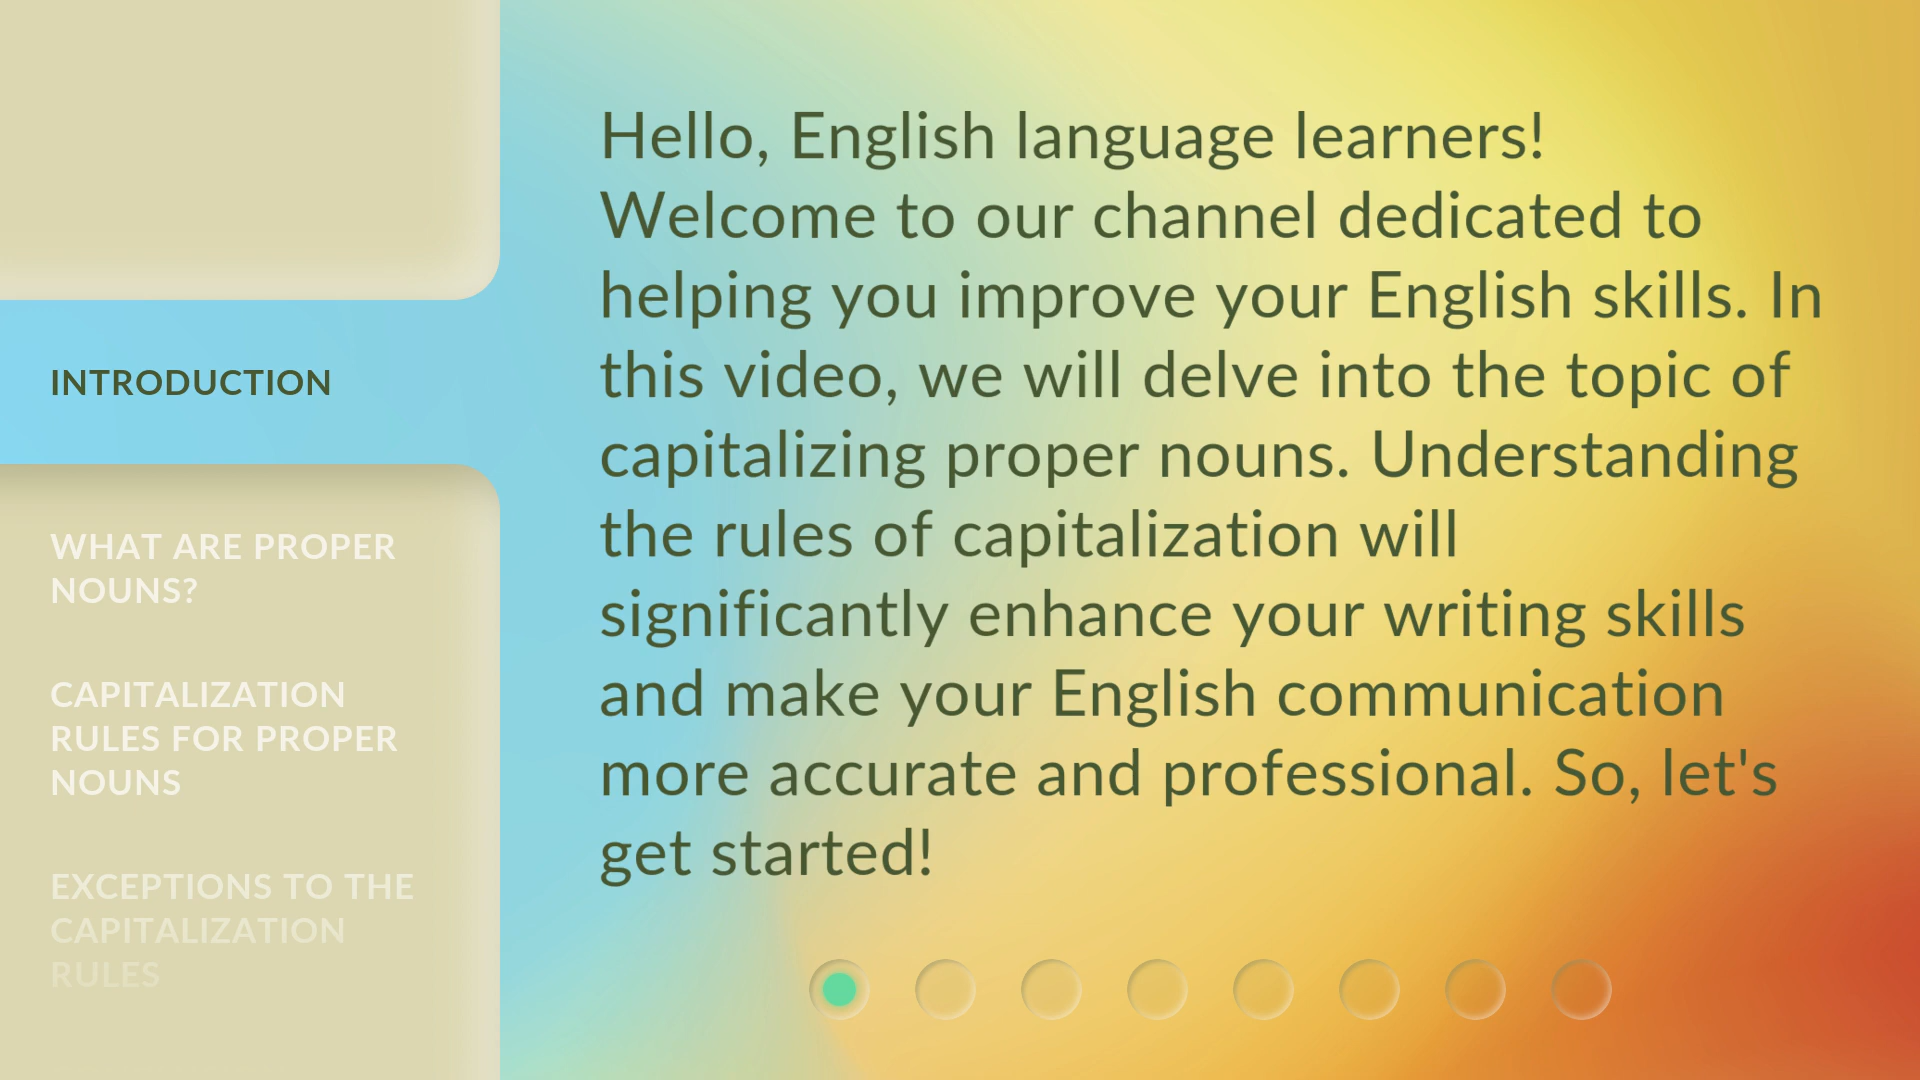 INTRODUCTION
WHAT ARE PROPER
NOUNS?
CAPITALIZATION
RULES FOR PROPER
NOUNS
EXCEPTIONS TO THE
CAPITALIZATION
RULES
Hello, English language learners!
Welcome to our channel dedicated to
helping you improve your English skills. In
this video, we will delve into the topic of
capitalizing proper nouns. Understanding
the rules of capitalization will
significantly enhance your writing skills
and make your English communication
more accurate and professional. So, let's
get started!